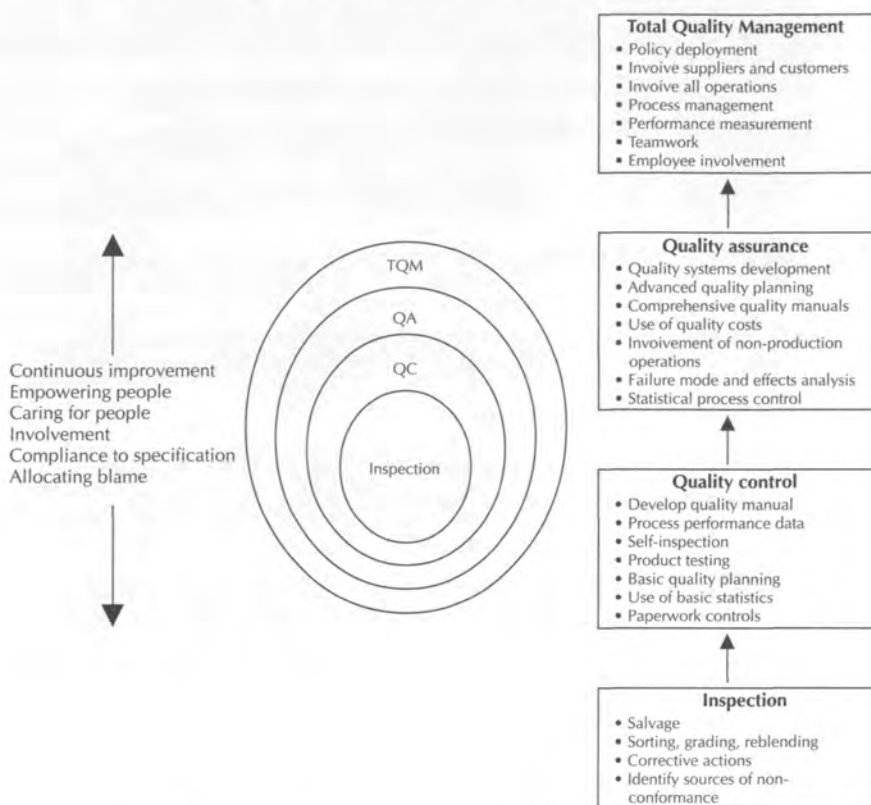 Total Quality Management
• Policy deployment
• Invoive suppliers and customers
• Invoive all operations
• Process management
• Performance measurement
• Teamwork
• Employee involvement
Quality assurance
• Quality systems development
• Advanced quality planning
• Comprehensive quality manuals
• Use of quality costs
• Invoivement of non-production
operations
• Failure mode and effects analysis
• Statistical process control
Quality control
• Develop quality manual
• Process performance data
• Self-inspection
• Product testing
• Basic quality planning
• Use of basic statistics
• Paperwork controls
Inspection
• Salvage
• Sorting, grading, reblending
• Corrective actions
• Identify sources of non-
conformance
TQM
QA
QC
Inspection
Continuous improvement
Empowering people
Caring for people
Involvement
Compliance to specification
Allocating blame